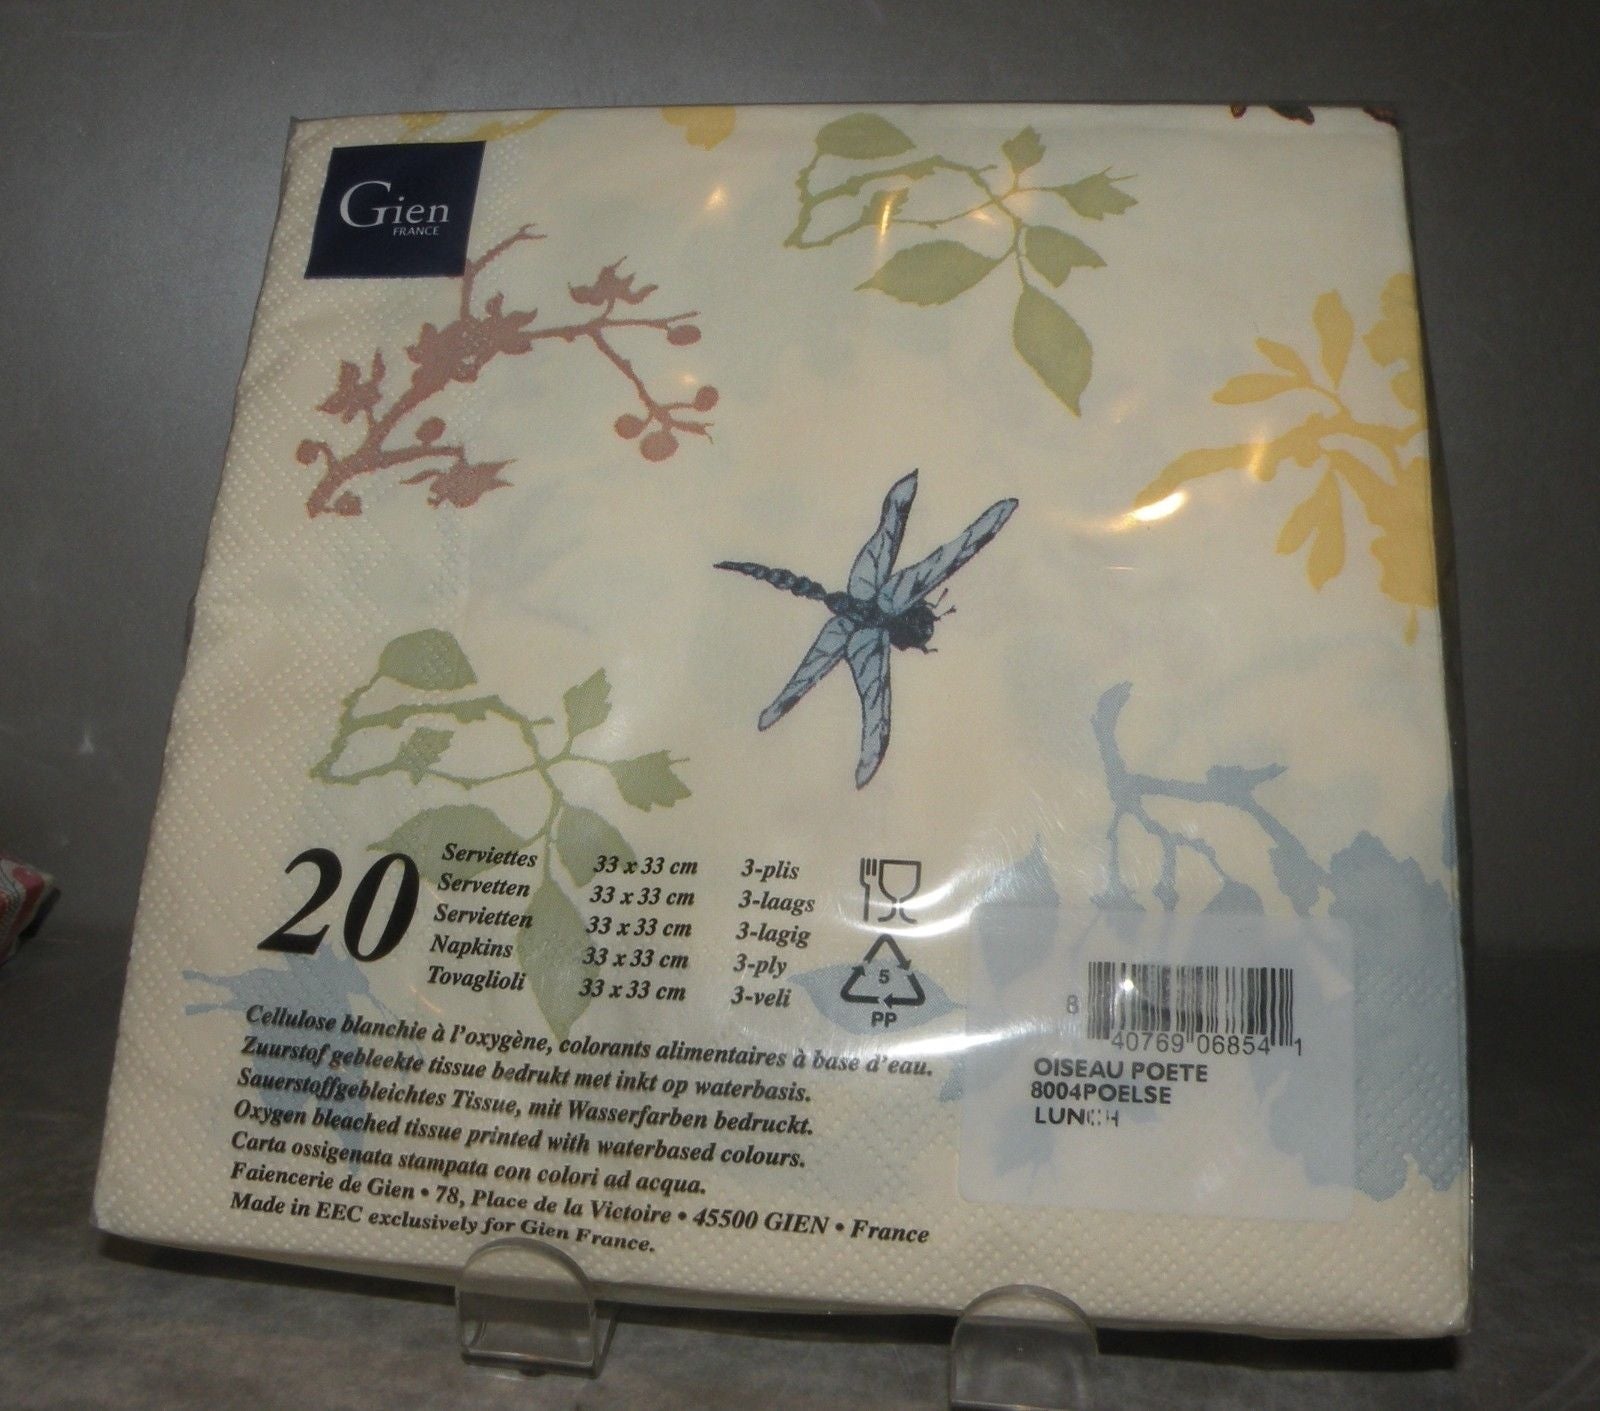 Gien
FRANCE
20
Serviettes 33 x 33 cm 3-plis
Servetten 33 x 33 cm 3-laags
Servietten 33 x 33 cm 3-lagig
Napkins 33 x 33 cm 3-ply
Tovaglioli 33 x 33 cm 3-veli
5
PP
Cellulose blanchie à l'oxygène, colorants alimentaires à base d'eau.
Zuurstof gebleekte tissue bedrukt met inkt op waterbasis.
Sauerstoffgebleichtes Tissue, mit Wasserfarben bedruckt.
Oxygen bleached tissue printed with waterbased colours.
Carta ossigenata stampata con colori ad acqua.
Faiencerie de Gien • 78, Place de la Victoire • 45500 GIEN • France
Made in EEC exclusively for Gien France.
8 40769 06854 1
OISEAU POETE
8004POELSE
LUNCH